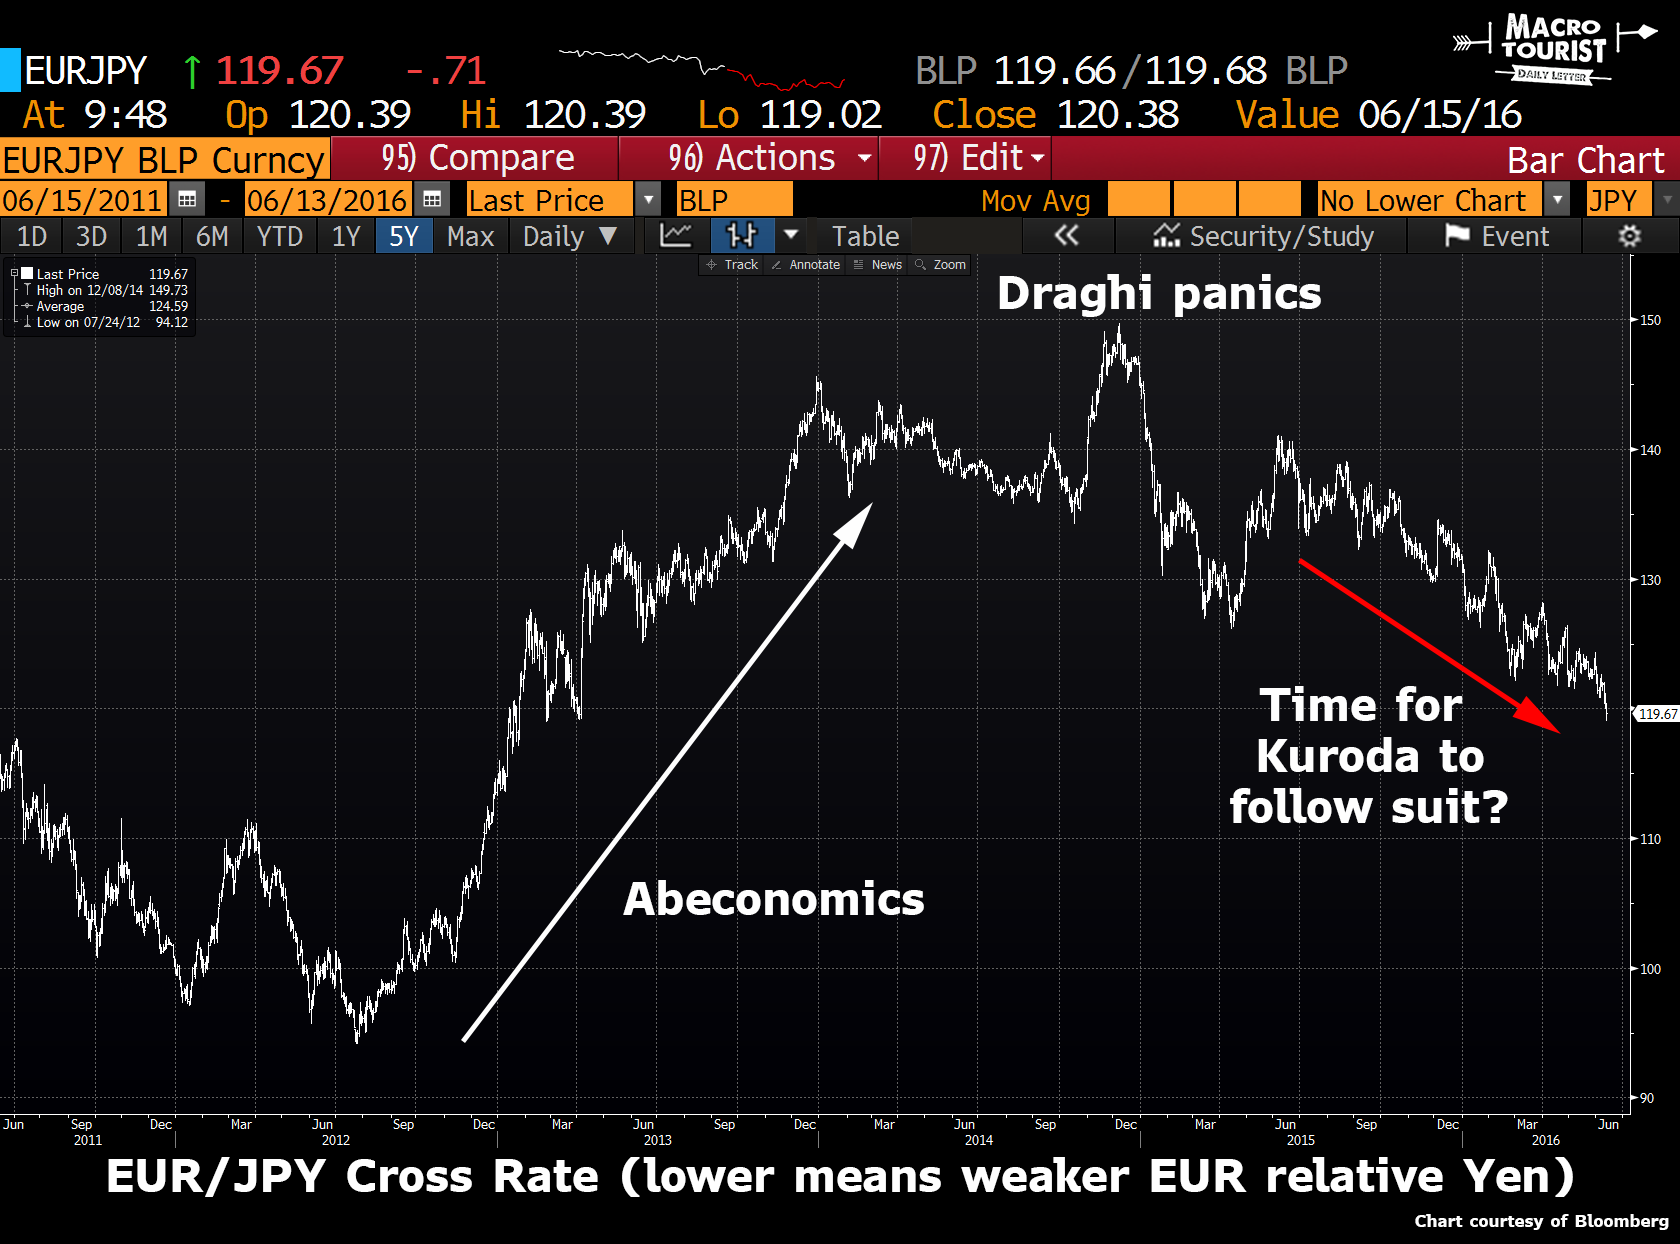 MACRO
TOURIST
DAILY LETTER
EURJPY ↑ 119.67 -.71 BLP 119.66/119.68 BLP
At 9:48 Op 120.39 Hi 120.39 Lo 119.02 Close 120.38 Value 06/15/16
EURJPY BLP Curncy 95) Compare 96) Actions 97) Edit Bar Chart
06/15/2011 - 06/13/2016 Last Price BLP Mov Avg No Lower Chart JPY
1D 3D 1M 6M YTD 1Y 5Y Max Daily ▼ Table « Security/Study Event
Track Annotate News Zoom
Last Price 119.67
High on 12/08/14 149.73
Average 124.59
Low on 07/24/12 94.12
Draghi panics
150
140
130
120
119.67
Time for
Kuroda to
follow suit?
110
Abeconomics
100
90
Jun Sep Dec Mar Jun Sep Dec Mar Jun Sep Dec Mar Jun Sep Dec Mar Jun Sep Dec Mar Jun
2011 2012 2013 2014 2015 2016
EUR/JPY Cross Rate (lower means weaker EUR relative Yen)
Chart courtesy of Bloomberg